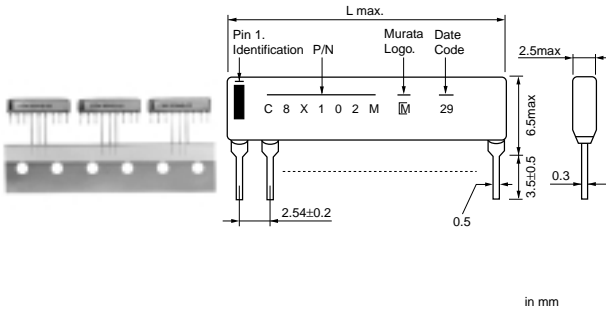 L max.
Pin 1.
Identification
P/N
Murata
Logo.
Date
Code
2.5max
C 8 X 1 0 2 M M 29
6.5max
3.5±0.5
0.3
2.54±0.2
0.5
in mm